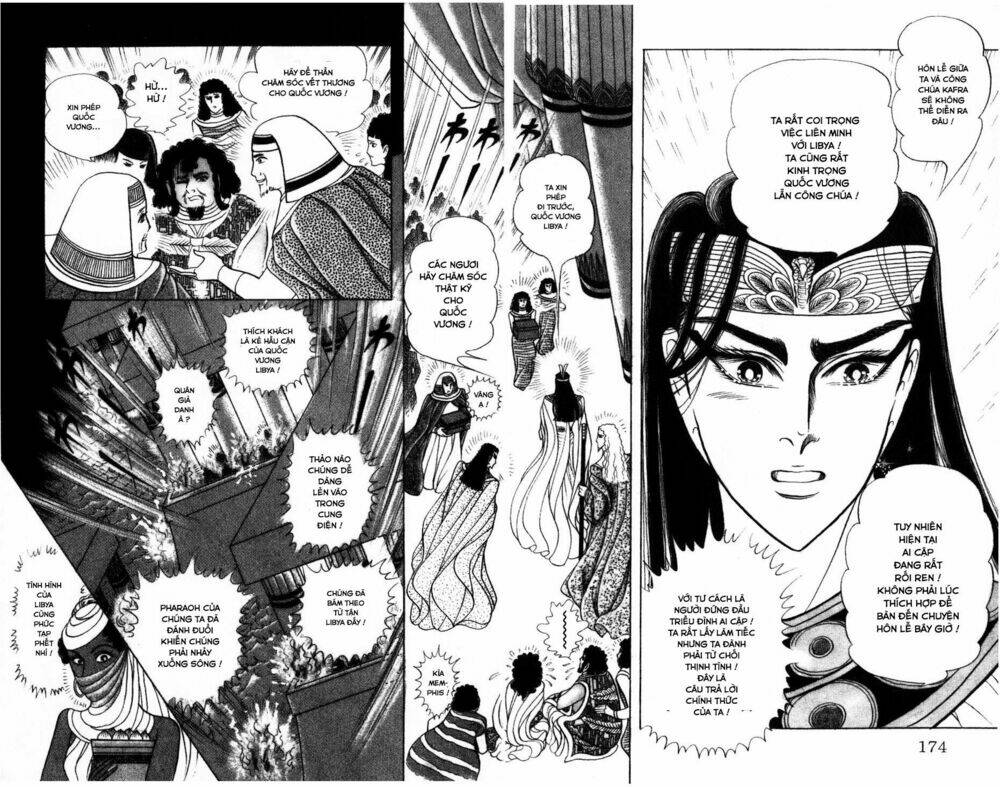 HÔN LỄ GIỮA
TA VÀ CÔNG
CHÚA KAFRA
SẼ KHÔNG
THỂ DIỄN RA
ĐÂU !
TA RẤT COI TRỌNG
VIỆC LIÊN MINH
VỚI LIBYA !
TA CŨNG RẤT
KINH TRỌNG
QUỐC VƯƠNG
LẪN CÔNG CHÚA !
TUY NHIÊN
HIỆN TẠI
AI CẬP
ĐANG RẤT
RỐI REN !
KHÔNG PHẢI LÚC
THÍCH HỢP ĐỂ
BÀN ĐẾN CHUYỆN
HÔN LỄ BÂY GIỜ !
VỚI TƯ CÁCH LÀ
NGƯỜI ĐỨNG ĐẦU
TRIỀU ĐÌNH AI CẬP !
TA RẤT LẤY LÀM TIẾC
NHƯNG TA ĐÀNH
PHẢI TỪ CHỐI
THỊNH TÌNH !
ĐÂY LÀ
CÂU TRẢ LỜI
CHÍNH THỨC
CỦA TA !
174
わ
わ
TA XIN
PHÉP
ĐI TRƯỚC,
QUỐC VƯƠNG
LIBYA !
CÁC NGƯƠI
HÃY CHĂM SÓC
THẬT KỸ
CHO
QUỐC
VƯƠNG !
VÂNG
Ạ !
KÌA
MEM-
PHIS !
HÃY ĐỂ THẦN
CHĂM SÓC VẾT THƯƠNG
CHO QUỐC VƯƠNG !
HỪ...
HỪ !
XIN PHÉP
QUỐC
VƯƠNG...
わ
わ
THÍCH KHÁCH
LÀ KẺ HẦU CẬN
CỦA QUỐC
VƯƠNG
LIBYA !
QUÂN
GIẢ
DANH
Á ?
THẢO NÀO
CHÚNG DỄ
DÀNG
LẺN VÀO
TRONG
CUNG
ĐIỆN !
CHÚNG ĐÃ
BÁM THEO
TỪ TẬN
LIBYA ĐẤY !
PHARAOH CỦA
CHÚNG TA ĐÃ
ĐÁNH ĐUỔI
KHIẾN CHÚNG
PHẢI NHẢY
XUỐNG SÔNG !
TÌNH HÌNH
CỦA
LIBYA
CŨNG
PHỨC
TẠP
PHẾT
NHỈ !